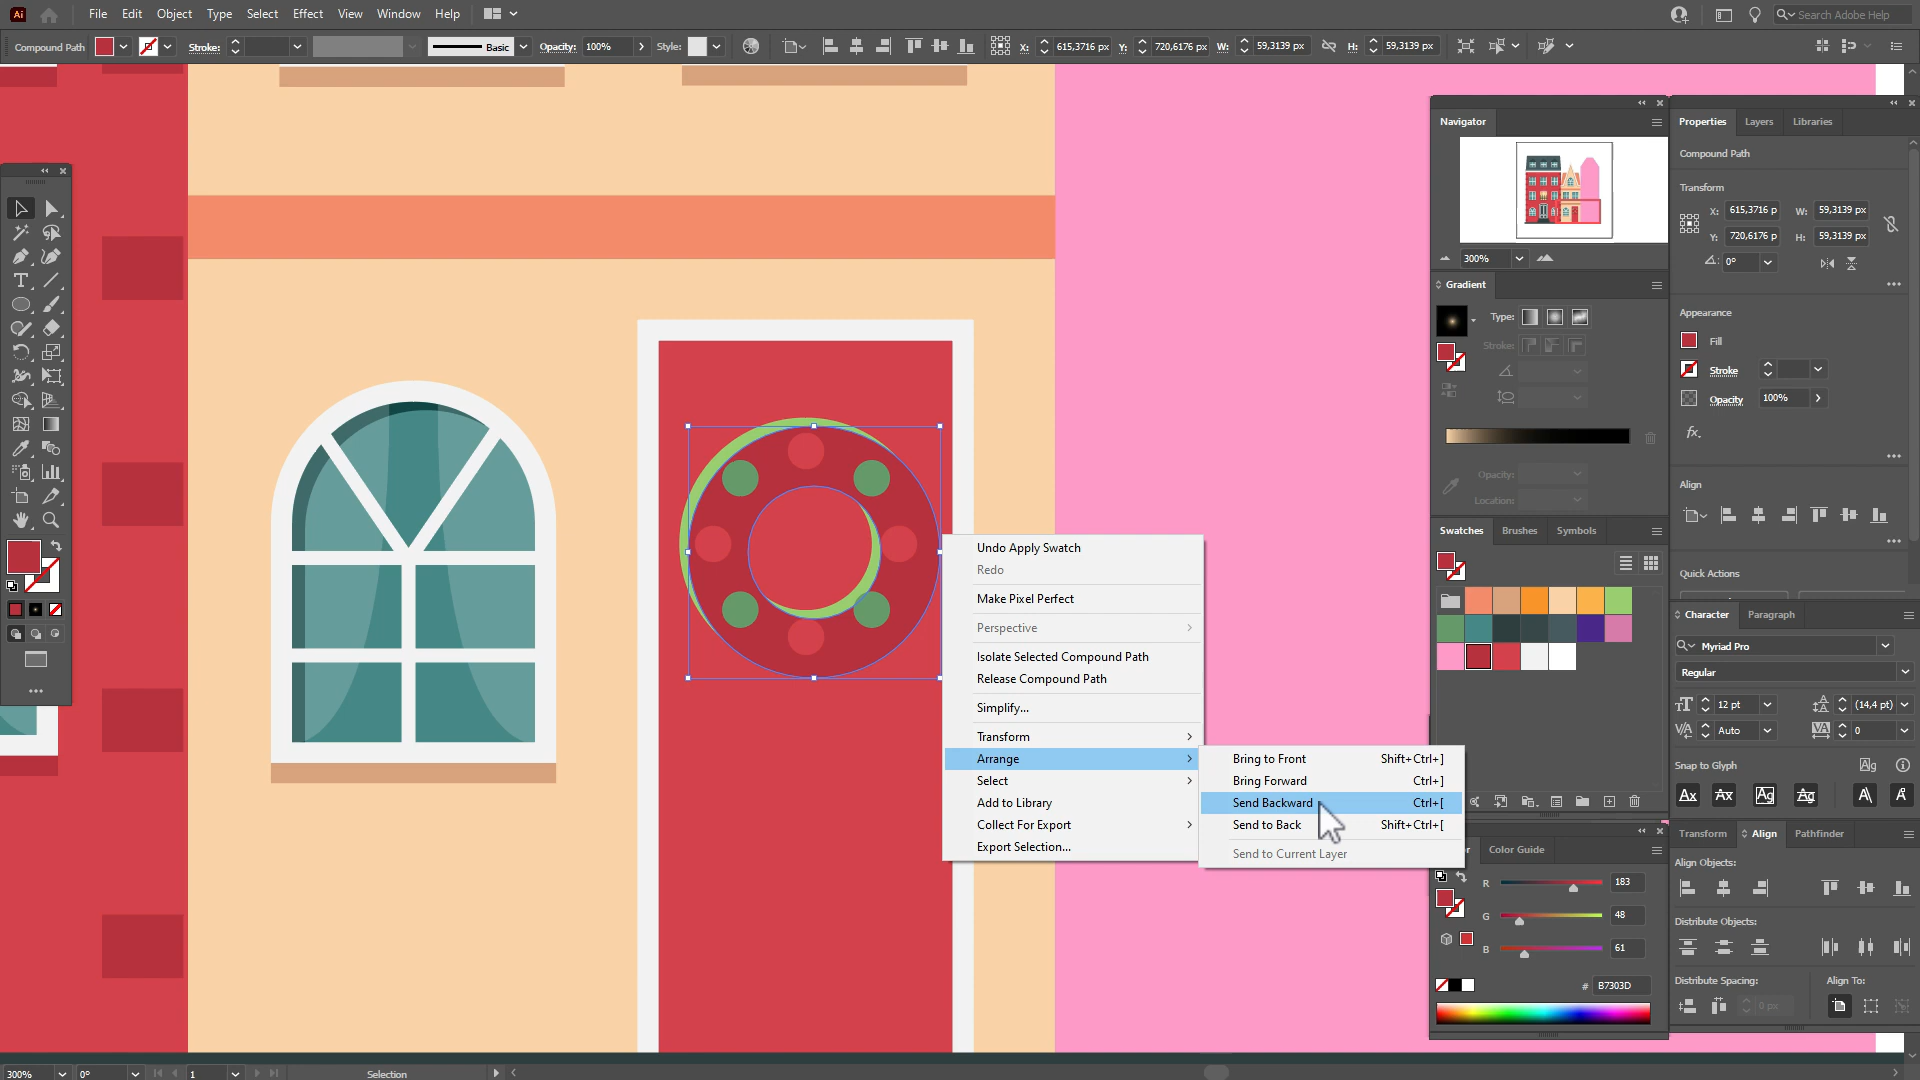 Ai File Edit Object Type Select Effect View Window Help Search Adobe Help
Compound Path Stroke: Basic Opacity: 100% Style: X: 615,3716 px Y: 720,6176 px W: 59,3139 px H: 59,3139 px
Navigator
300%
Gradient
Type:
Stroke:
Opacity:
Location:
Swatches Brushes Symbols
Color Guide
R 183
G 48
B 61
# B7303D
Properties Layers Libraries
Compound Path
Transform
X: 615,3716 p W: 59,3139 px
Y: 720,6176 p H: 59,3139 px
0°
Appearance
Fill
Stroke
Opacity 100%
fx.
Align
Quick Actions
Character Paragraph
Myriad Pro
Regular
12 pt (14,4 pt)
Auto 0
Snap to Glyph
Transform Align Pathfinder
Align Objects:
Distribute Objects:
Distribute Spacing: Align To:
0 px
Undo Apply Swatch
Redo
Make Pixel Perfect
Perspective
Isolate Selected Compound Path
Release Compound Path
Simplify...
Transform
Arrange
Select
Add to Library
Collect For Export
Export Selection...
Bring to Front Shift+Ctrl+]
Bring Forward Ctrl+]
Send Backward Ctrl+[
Send to Back Shift+Ctrl+[
Send to Current Layer
300% 0° 1 Selection